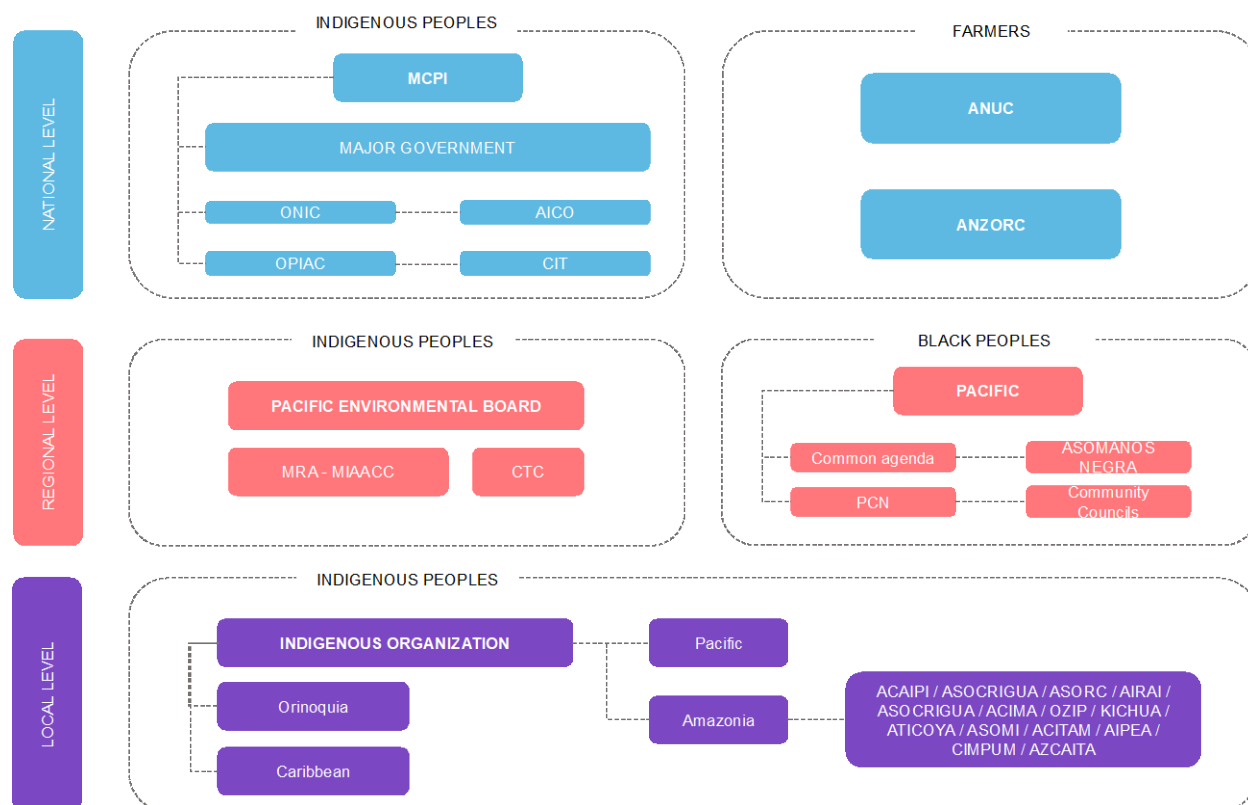 NATIONAL LEVEL
INDIGENOUS PEOPLES
MCPI
MAJOR GOVERNMENT
ONIC
AICO
OPIAC
CIT
FARMERS
ANUC
ANZORC
REGIONAL LEVEL
INDIGENOUS PEOPLES
PACIFIC ENVIRONMENTAL BOARD
MRA - MIAACC
CTC
BLACK PEOPLES
PACIFIC
Common agenda
ASOMANOS
NEGRA
PCN
Community
Councils
LOCAL LEVEL
INDIGENOUS PEOPLES
INDIGENOUS ORGANIZATION
Orinoquia
Caribbean
Pacific
Amazonia
ACAIPI / ASOCRIGUA / ASORC / AIRAI /
ASOCRIGUA / ACIMA / OZIP / KICHUA /
ATICOYA / ASOMI / ACITAM / AIPEA /
CIMPUM / AZCAITA